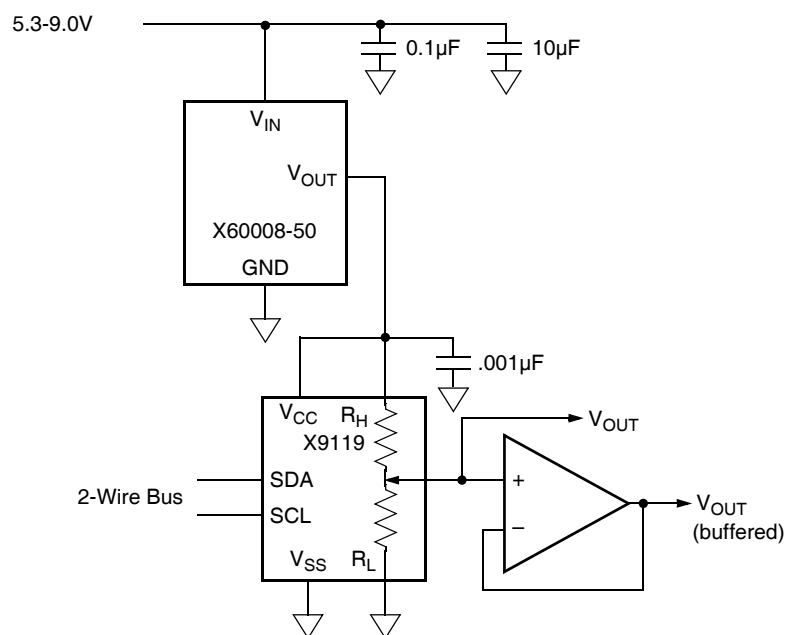 5.3-9.0V
0.1µF
10µF
VIN
VOUT
X60008-50
GND
.001µF
VCC
RH
X9119
VOUT
SDA
2-Wire Bus
SCL
+
–
VOUT
(buffered)
VSS
RL